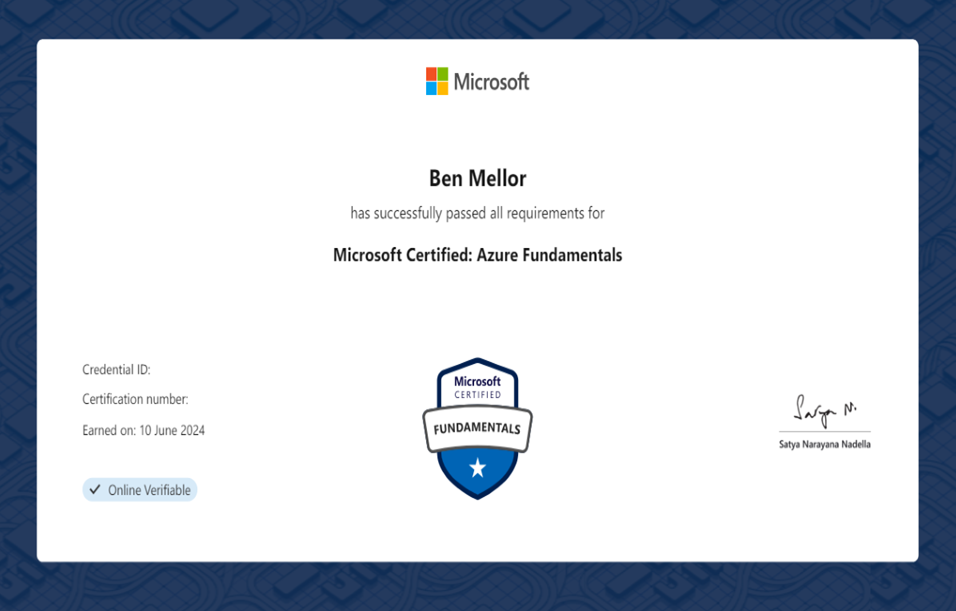 Microsoft
Ben Mellor
has successfully passed all requirements for
Microsoft Certified: Azure Fundamentals
Credential ID:
Certification number:
Earned on: 10 June 2024
✓ Online Verifiable
Microsoft
CERTIFIED
FUNDAMENTALS
Satya N.
Satya Narayana Nadella